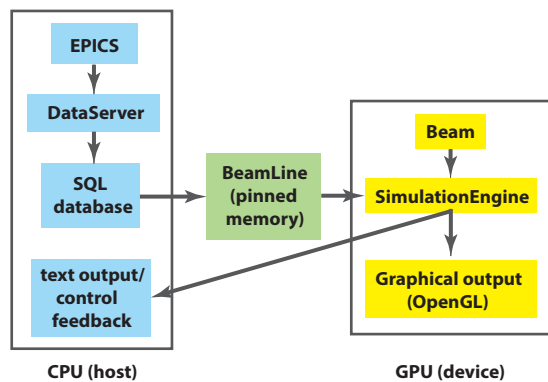 EPICS
DataServer
SQL
database
text output/
control
feedback
CPU (host)
BeamLine
(pinned
memory)
Beam
SimulationEngine
Graphical output
(OpenGL)
GPU (device)